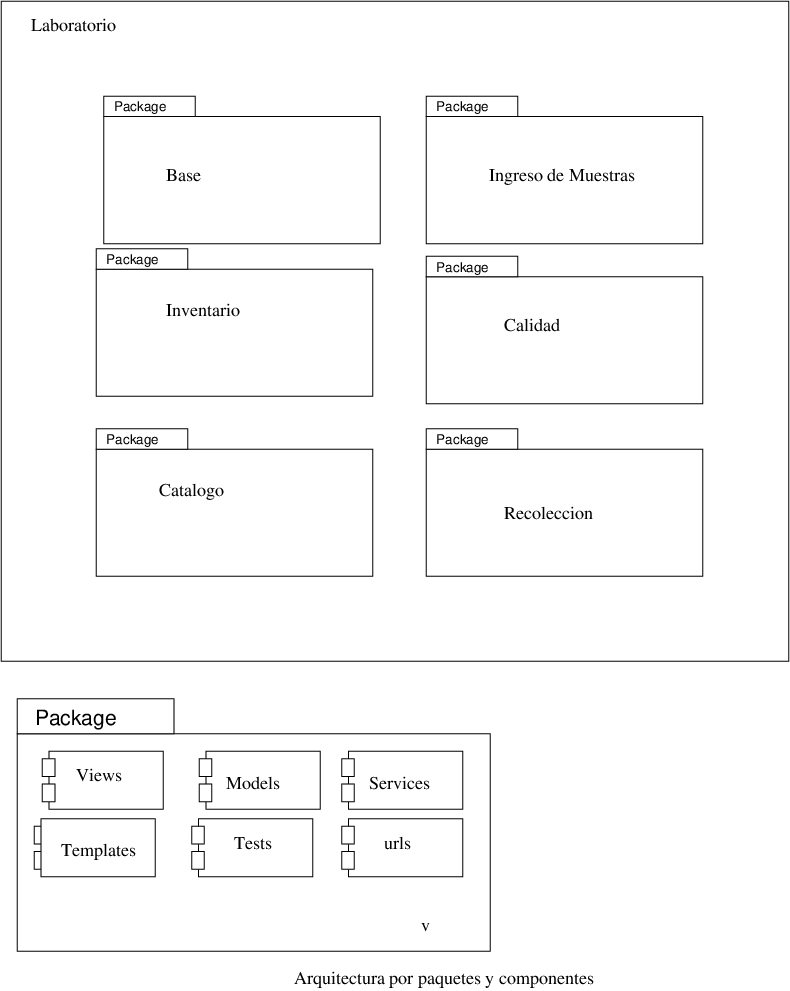 Laboratorio
Package
Base
Package
Ingreso de Muestras
Package
Inventario
Package
Calidad
Package
Catalogo
Package
Recoleccion
Package
Views
Models
Services
Templates
Tests
urls
v
Arquitectura por paquetes y componentes